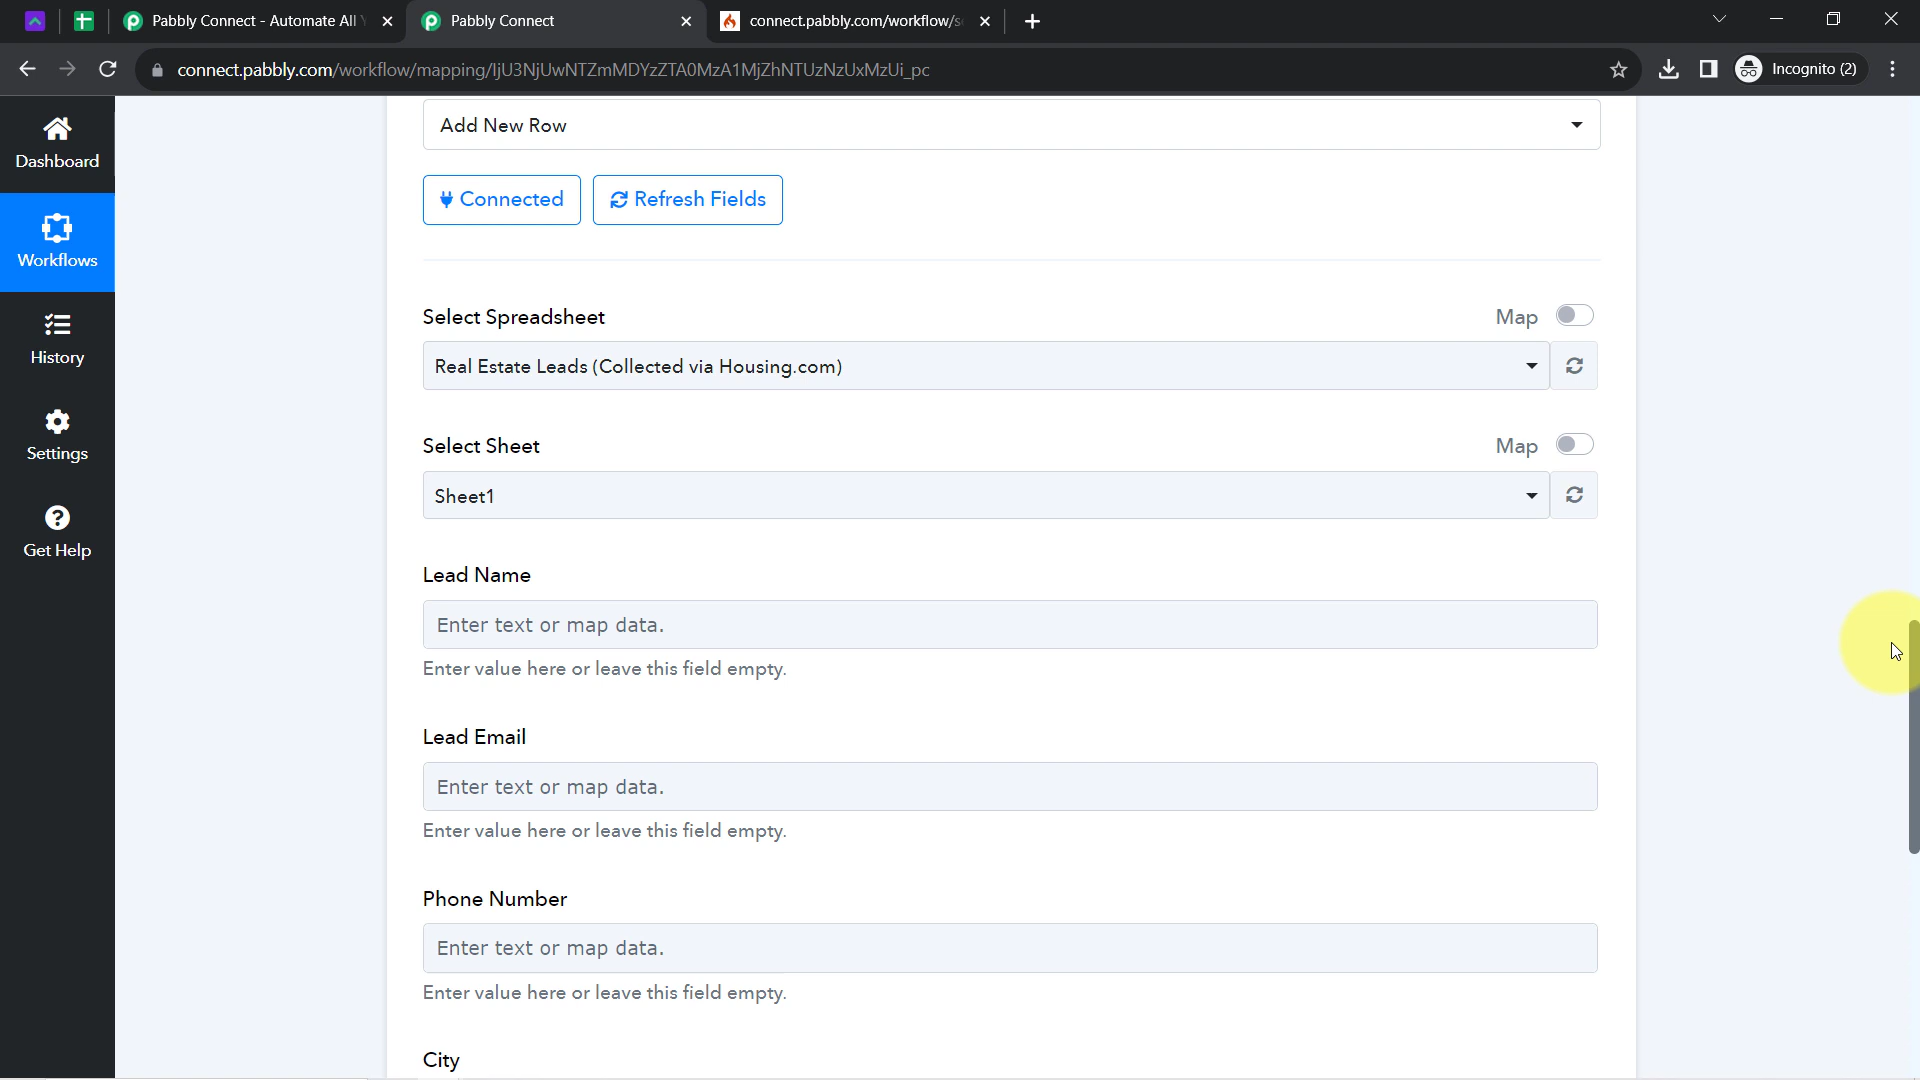 Pabbly Connect - Automate All Y
Pabbly Connect
connect.pabbly.com/workflow/s
connect.pabbly.com/workflow/mapping/IjU3NjUwNTZmMDYzZTA0MzA1MjZhNTUzNzUxMzUi_pc
Incognito (2)
Dashboard
Workflows
History
Settings
Get Help
Add New Row
Connected
Refresh Fields
Select Spreadsheet
Map
Real Estate Leads (Collected via Housing.com)
Select Sheet
Map
Sheet1
Lead Name
Enter text or map data.
Enter value here or leave this field empty.
Lead Email
Enter text or map data.
Enter value here or leave this field empty.
Phone Number
Enter text or map data.
Enter value here or leave this field empty.
City